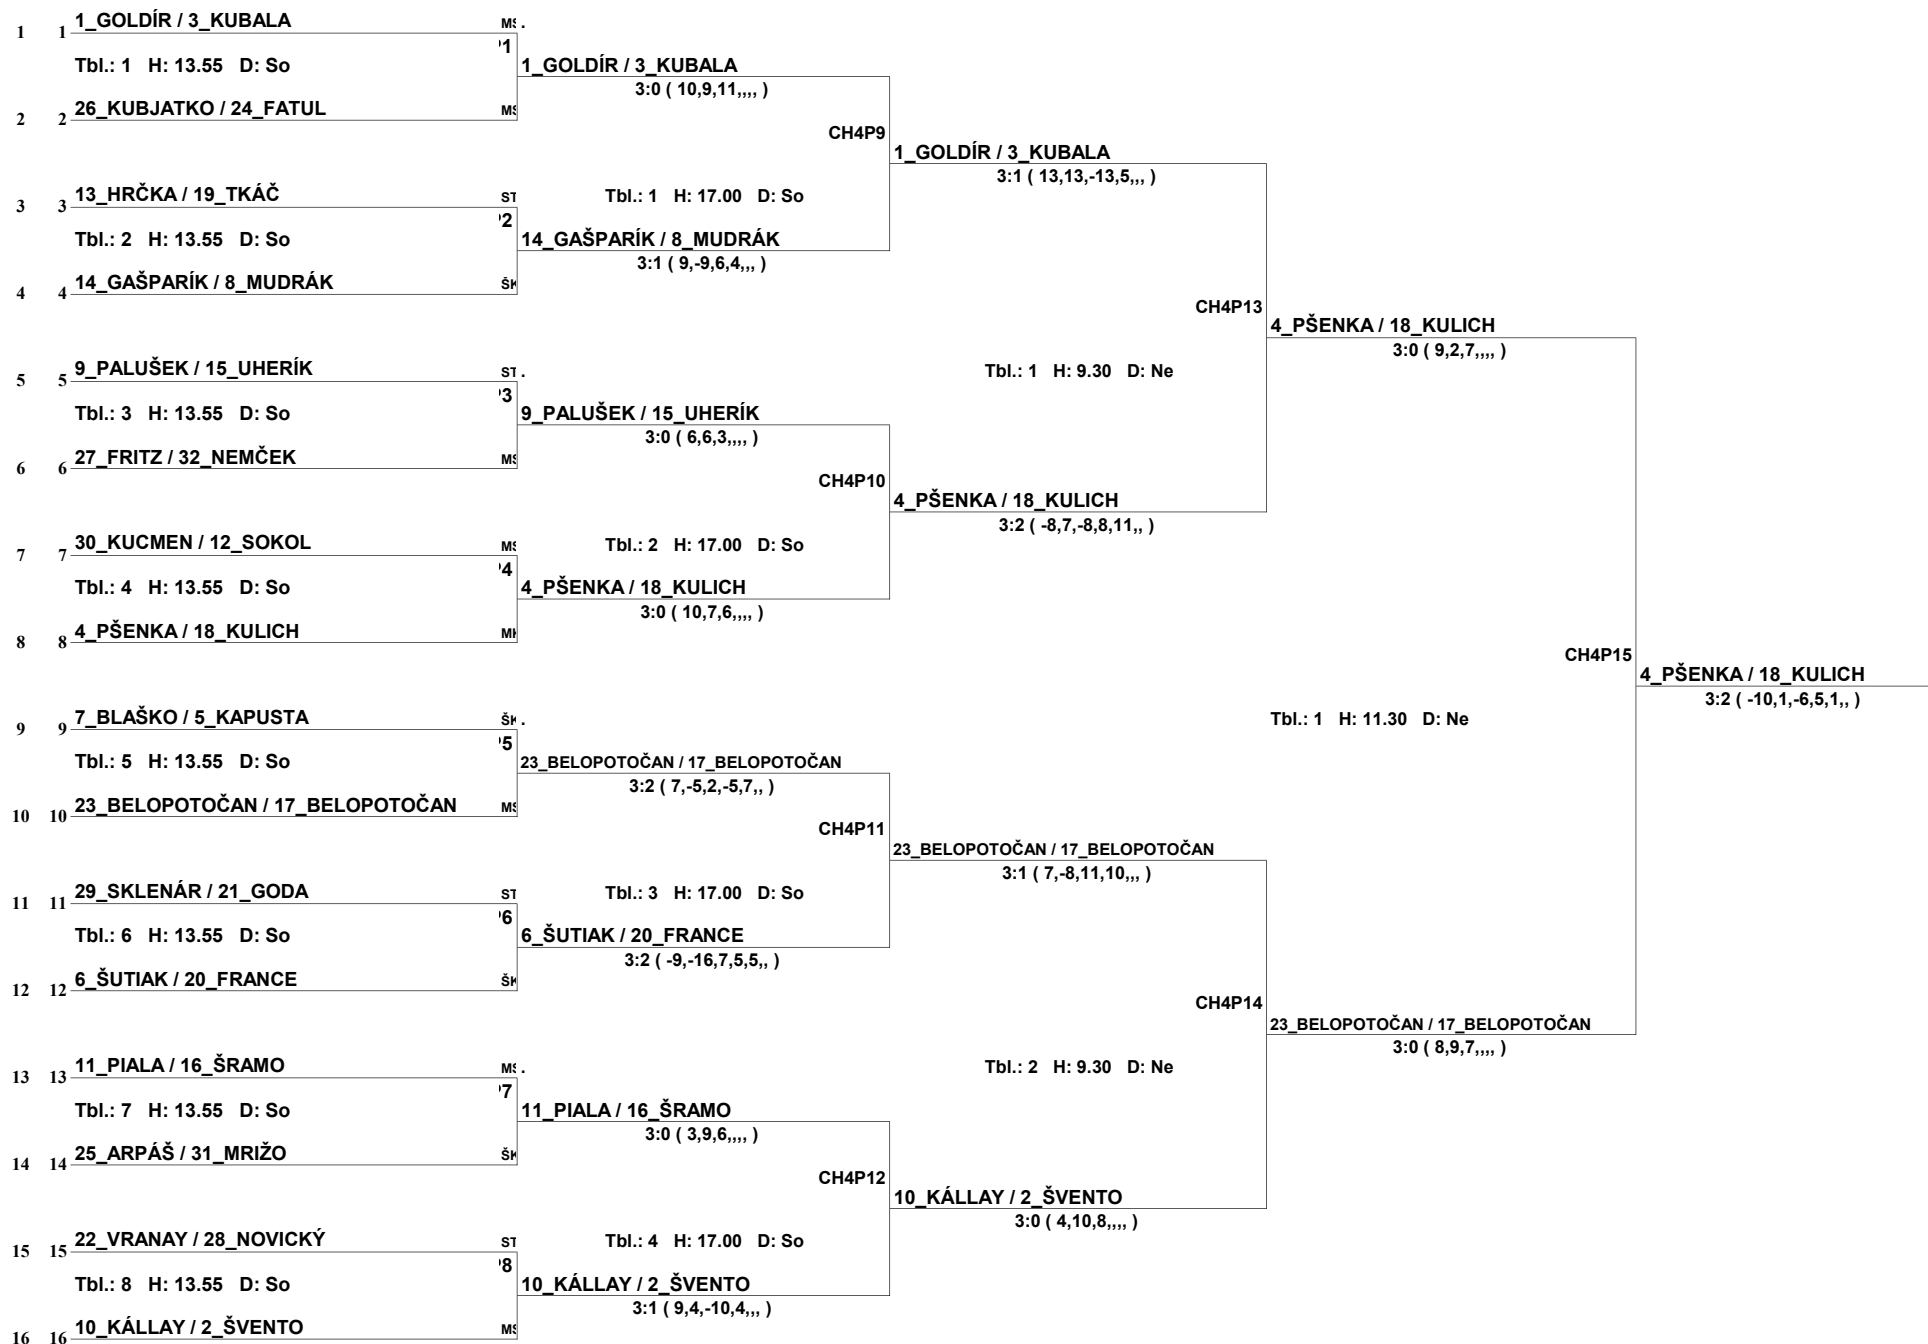 1 1 1_GOLDÍR / 3_KUBALA
Tbl.: 1 H: 13.55 D: So
1_GOLDÍR / 3_KUBALA
3:0 ( 10,9,11,,,, )
2 2 26_KUBJATKO / 24_FATUL
CH4P9
1_GOLDÍR / 3_KUBALA
3:1 ( 13,13,-13,5,,, )
3 3 13_HRČKA / 19_TKÁČ ST
Tbl.: 1 H: 17.00 D: So
Tbl.: 2 H: 13.55 D: So
14_GAŠPARÍK / 8_MUDRÁK
3:1 ( 9,-9,6,4,,, )
4 4 14_GAŠPARÍK / 8_MUDRÁK
CH4P13
4_PŠENKA / 18_KULICH
3:0 ( 9,2,7,,,, )
5 5 9_PALUŠEK / 15_UHERÍK ST
Tbl.: 1 H: 9.30 D: Ne
Tbl.: 3 H: 13.55 D: So
9_PALUŠEK / 15_UHERÍK
3:0 ( 6,6,3,,,, )
6 6 27_FRITZ / 32_NEMČEK
CH4P10
4_PŠENKA / 18_KULICH
3:2 ( -8,7,-8,8,11,, )
7 7 30_KUCMEN / 12_SOKOL
Tbl.: 2 H: 17.00 D: So
Tbl.: 4 H: 13.55 D: So
4_PŠENKA / 18_KULICH
3:0 ( 10,7,6,,,, )
8 8 4_PŠENKA / 18_KULICH
CH4P15
4_PŠENKA / 18_KULICH
3:2 ( -10,1,-6,5,1,, )
9 9 7_BLAŠKO / 5_KAPUSTA
Tbl.: 1 H: 11.30 D: Ne
Tbl.: 5 H: 13.55 D: So
23_BELOPOTOČAN / 17_BELOPOTOČAN
3:2 ( 7,-5,2,-5,7,, )
10 10 23_BELOPOTOČAN / 17_BELOPOTOČAN
CH4P11
23_BELOPOTOČAN / 17_BELOPOTOČAN
3:1 ( 7,-8,11,10,,, )
11 11 29_SKLENÁR / 21_GODA ST
Tbl.: 3 H: 17.00 D: So
Tbl.: 6 H: 13.55 D: So
6_ŠUTIAK / 20_FRANCE
3:2 ( -9,-16,7,5,5,, )
12 12 6_ŠUTIAK / 20_FRANCE
CH4P14
23_BELOPOTOČAN / 17_BELOPOTOČAN
3:0 ( 8,9,7,,,, )
13 13 11_PIALA / 16_ŠRAMO
Tbl.: 2 H: 9.30 D: Ne
Tbl.: 7 H: 13.55 D: So
11_PIALA / 16_ŠRAMO
3:0 ( 3,9,6,,,, )
14 14 25_ARPÁŠ / 31_MRIŽO
CH4P12
10_KÁLLAY / 2_ŠVENTO
3:0 ( 4,10,8,,,, )
15 15 22_VRANAY / 28_NOVICKÝ ST
Tbl.: 4 H: 17.00 D: So
Tbl.: 8 H: 13.55 D: So
10_KÁLLAY / 2_ŠVENTO
3:1 ( 9,4,-10,4,,, )
16 16 10_KÁLLAY / 2_ŠVENTO